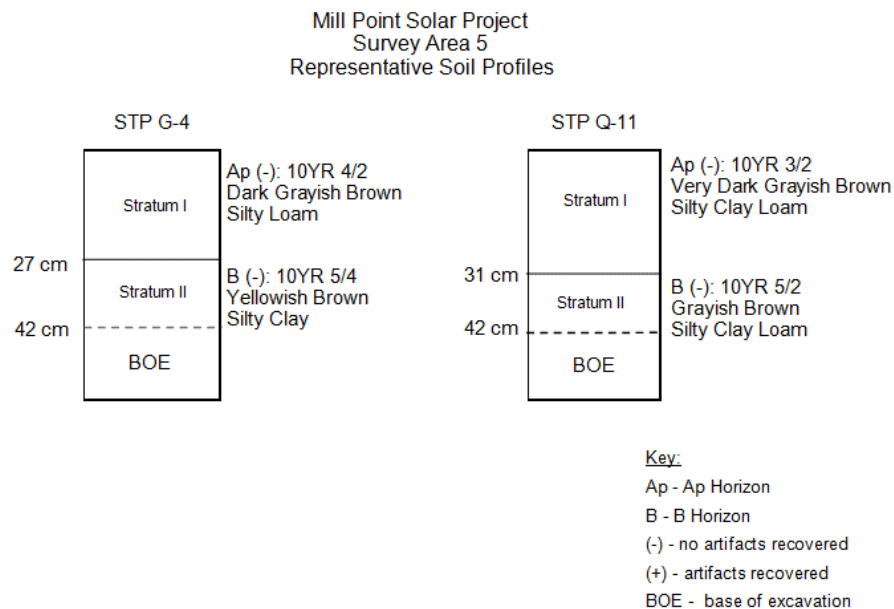 Mill Point Solar Project
Survey Area 5
Representative Soil Profiles
STP G-4
Stratum I
Ap (-): 10YR 4/2
Dark Grayish Brown
Silty Loam
27 cm
Stratum II
B (-): 10YR 5/4
Yellowish Brown
Silty Clay
42 cm
BOE
STP Q-11
Stratum I
Ap (-): 10YR 3/2
Very Dark Grayish Brown
Silty Clay Loam
31 cm
Stratum II
B (-): 10YR 5/2
Grayish Brown
Silty Clay Loam
42 cm
BOE
Key:
Ap - Ap Horizon
B - B Horizon
(-) - no artifacts recovered
(+) - artifacts recovered
BOE - base of excavation